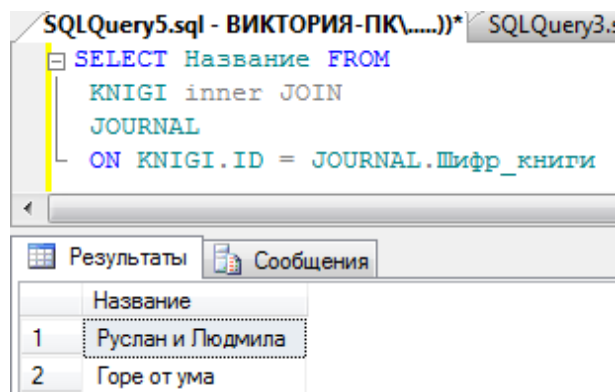 SQLQuery5.sql - ВИКТОРИЯ-ПК\.....))* SQLQuery3.s
SELECT Название FROM
KNIGI inner JOIN
JOURNAL
ON KNIGI.ID = JOURNAL.Шифр_книги
Результаты Сообщения
Название
1 Руслан и Людмила
2 Горе от ума